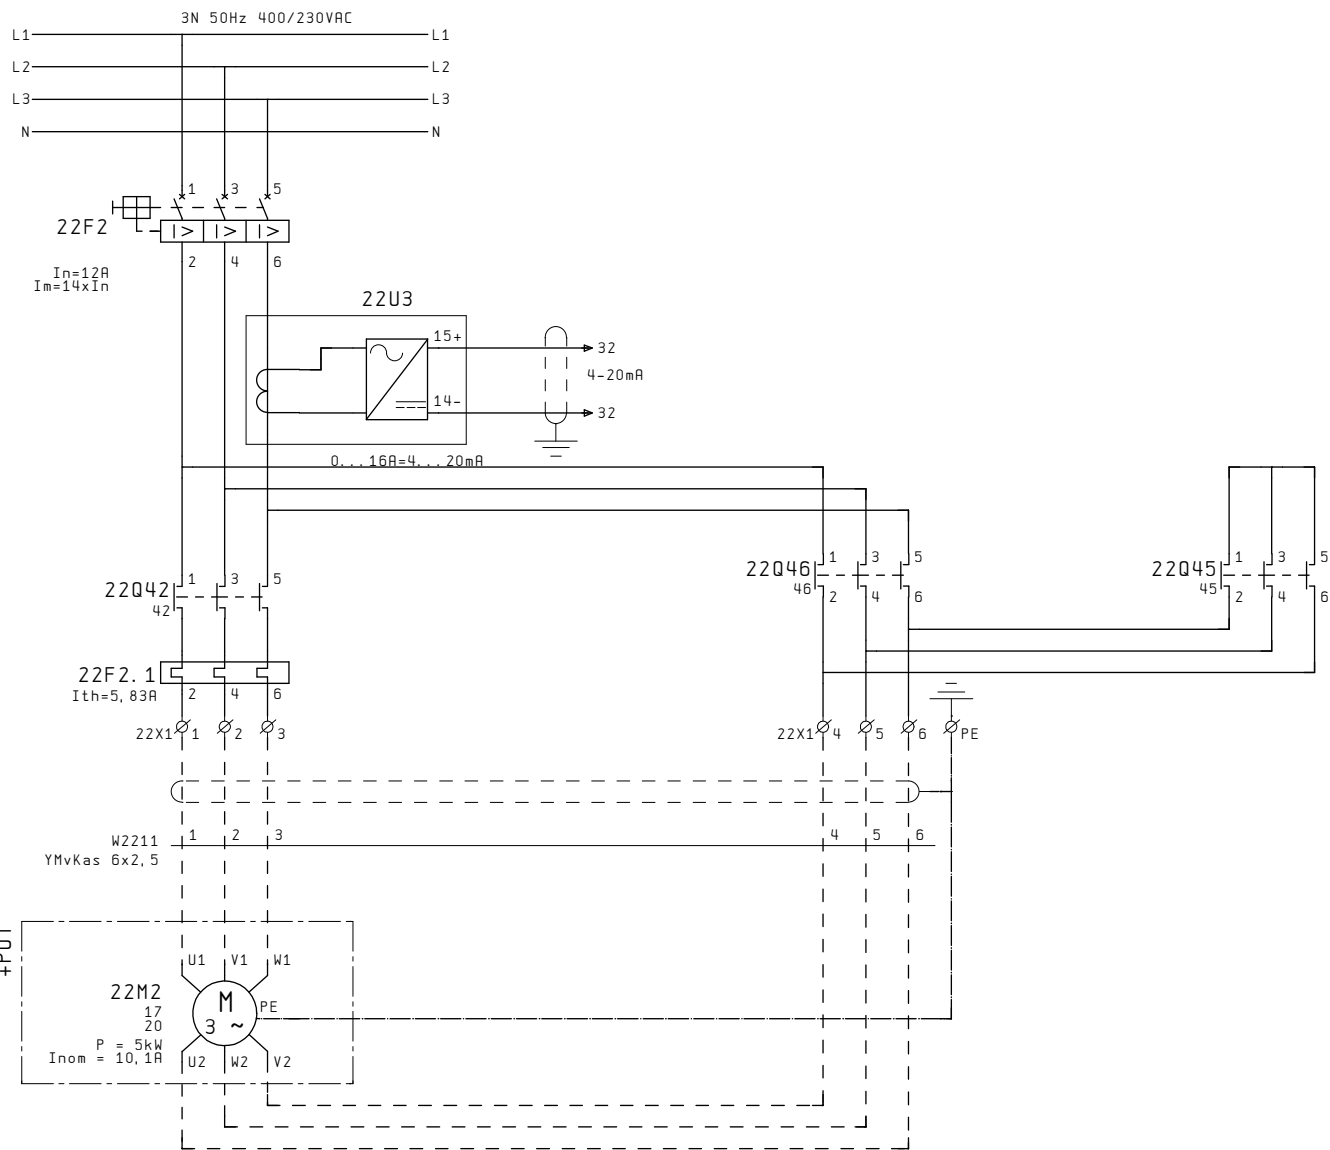 3N 50Hz 400/230VAC
L1 L1
L2 L2
L3 L3
N N
1 3 5
22F2
I> I> I>
2 4 6
In=12A
Im=14xIn
22U3
15+
32
4-20mA
14-
32
0...16A=4...20mA
22Q42
1 3 5
42
22Q46
1 3 5
46
2 4 6
22Q45
1 3 5
45
2 4 6
22F2.1
Ith=5,83A
2 4 6
22X1 1 2 3
22X1 4 5 6 PE
W2211
1 2 3 4 5 6
YMvKas 6x2,5
+PU1
U1 V1 W1
22M2
17
20
P = 5kW
Inom = 10,1A
M
3 ~
PE
U2 W2 V2